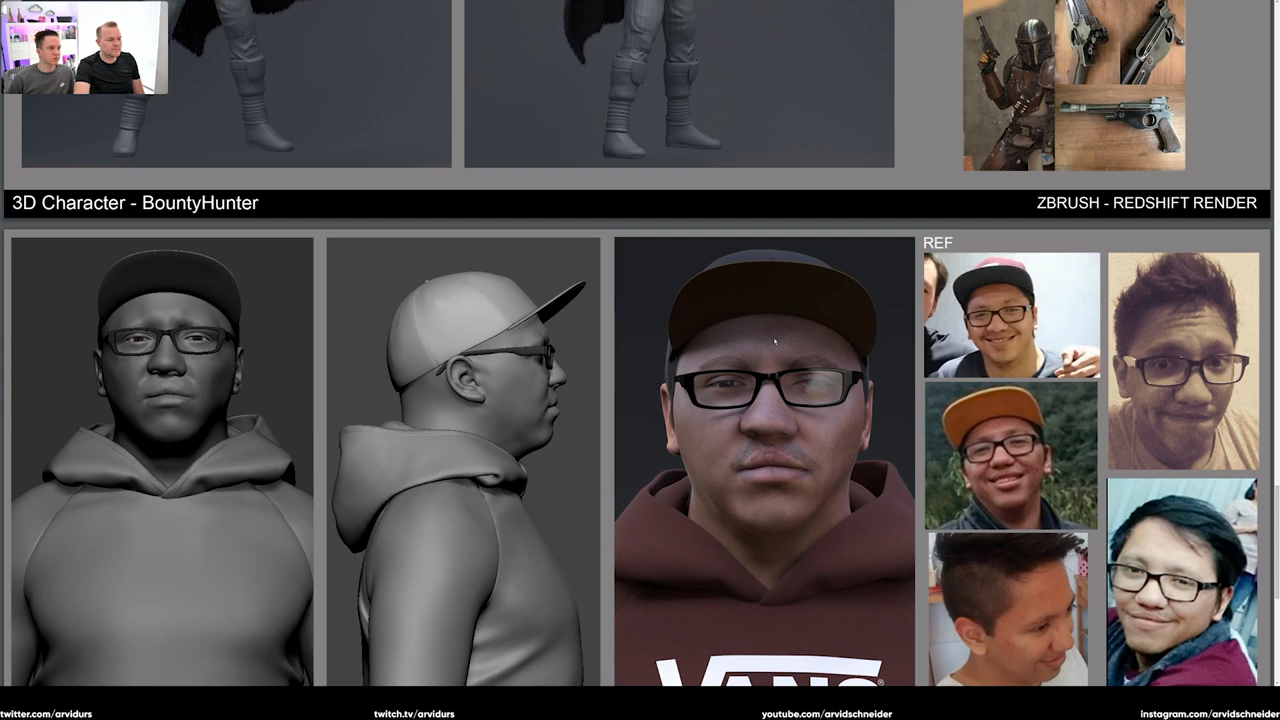 3D Character - BountyHunter
ZBRUSH - REDSHIFT RENDER
REF
VANS
twitter.com/arvidurs
twitch.tv/arvidurs
youtube.com/arvidschneider
instagram.com/arvidschneider